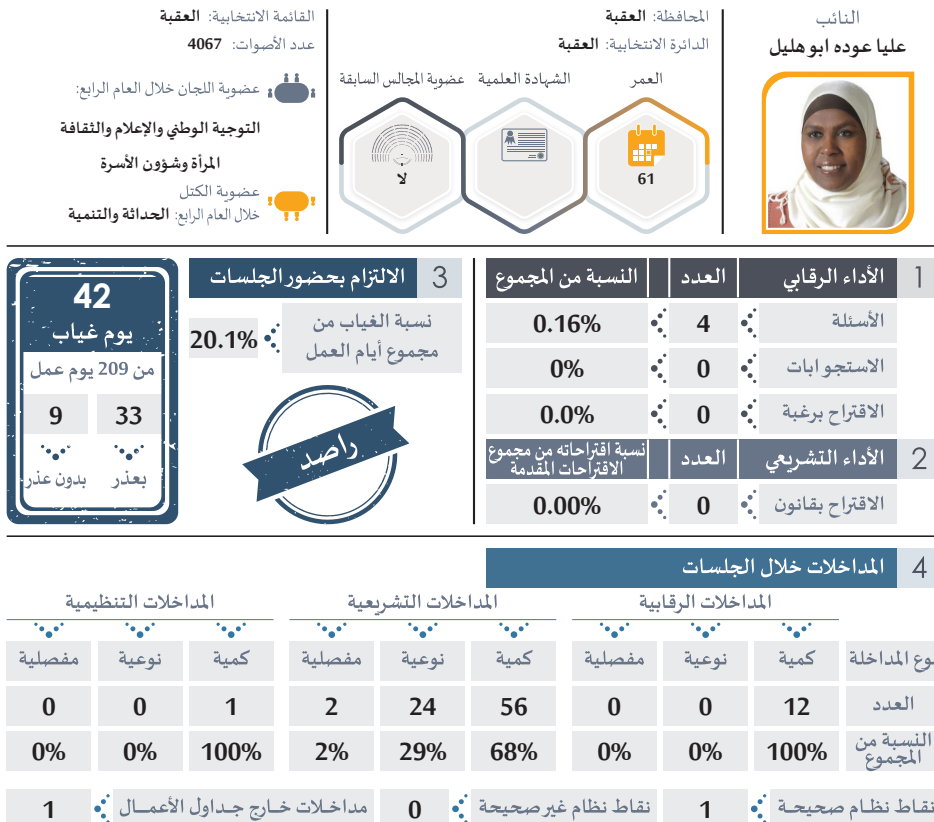 النائب
عليا عوده ابوهليل
المحافظة: العقبة
الدائرة الانتخابية: العقبة
العمر
61
الشهادة العلمية
عضوية المجالس السابقة
لا
القائمة الانتخابية: العقبة
عدد الأصوات: 4067
عضوية اللجان خلال العام الرابع:
التوجية الوطني والإعلام والثقافة
المرأة وشؤون الأسرة
عضوية الكتل
خلال العام الرابع: الحداثة والتنمية
1 الأداء الرقابي العدد النسبة من المجموع
الأسئلة 4 0.16%
الاستجوابات 0 0%
الاقتراح برغبة 0 0.0%
2 الأداء التشريعي العدد نسبة اقتراحاته من مجموع
الاقتراحات المقدمة
الاقتراح بقانون 0 0.00%
3 الالتزام بحضور الجلسات
نسبة الغياب من
مجموع أيام العمل
20.1%
راصد
42
يوم غياب
من 209 يوم عمل
33 9
بعذر بدون عذر
4 المداخلات خلال الجلسات
المداخلات الرقابية المداخلات التشريعية المداخلات التنظيمية
نوع المداخلة كمية نوعية مفصلية كمية نوعية مفصلية كمية نوعية مفصلية
العدد 12 0 0 56 24 2 1 0 0
النسبة من
المجموع
100% 0% 0% 68% 29% 2% 100% 0% 0%
نقاط نظام صحيحة 1 نقاط نظام غير صحيحة 0 مداخلات خارج جداول الأعمال 1